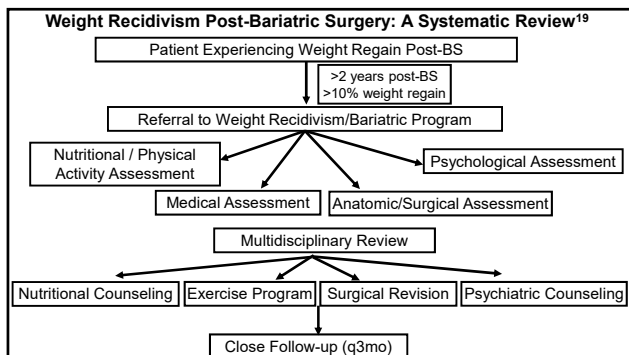 Weight Recidivism Post-Bariatric Surgery: A Systematic Review¹⁹
Patient Experiencing Weight Regain Post-BS
>2 years post-BS
>10% weight regain
Referral to Weight Recidivism/Bariatric Program
Nutritional / Physical
Activity Assessment
Psychological Assessment
Medical Assessment
Anatomic/Surgical Assessment
Multidisciplinary Review
Nutritional Counseling
Exercise Program
Surgical Revision
Psychiatric Counseling
Close Follow-up (q3mo)